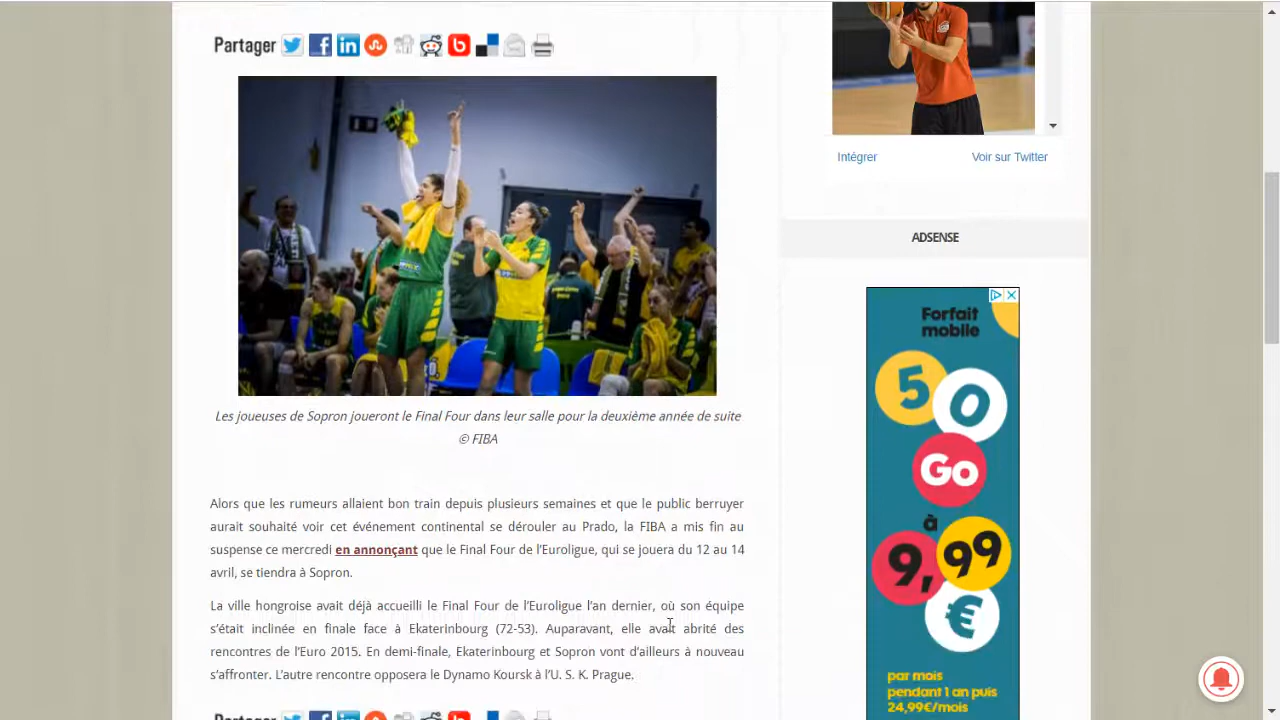 Partager
Intégrer
Voir sur Twitter
ADSENSE
Forfait
mobile
50
Go
à
9,99
€
par mois
pendant 1 an puis
24,99€/mois
Les joueuses de Sopron joueront le Final Four dans leur salle pour la deuxième année de suite
© FIBA
Alors que les rumeurs allaient bon train depuis plusieurs semaines et que le public berruyer
aurait souhaité voir cet événement continental se dérouler au Prado, la FIBA a mis fin au
suspense ce mercredi en annonçant que le Final Four de l’Euroligue, qui se jouera du 12 au 14
avril, se tiendra à Sopron.
La ville hongroise avait déjà accueilli le Final Four de l’Euroligue l’an dernier, où son équipe
s’était inclinée en finale face à Ekaterinbourg (72-53). Auparavant, elle avait abrité des
rencontres de l’Euro 2015. En demi-finale, Ekaterinbourg et Sopron vont d’ailleurs à nouveau
s’affronter. L’autre rencontre opposera le Dynamo Koursk à l’U. S. K. Prague.
Partager